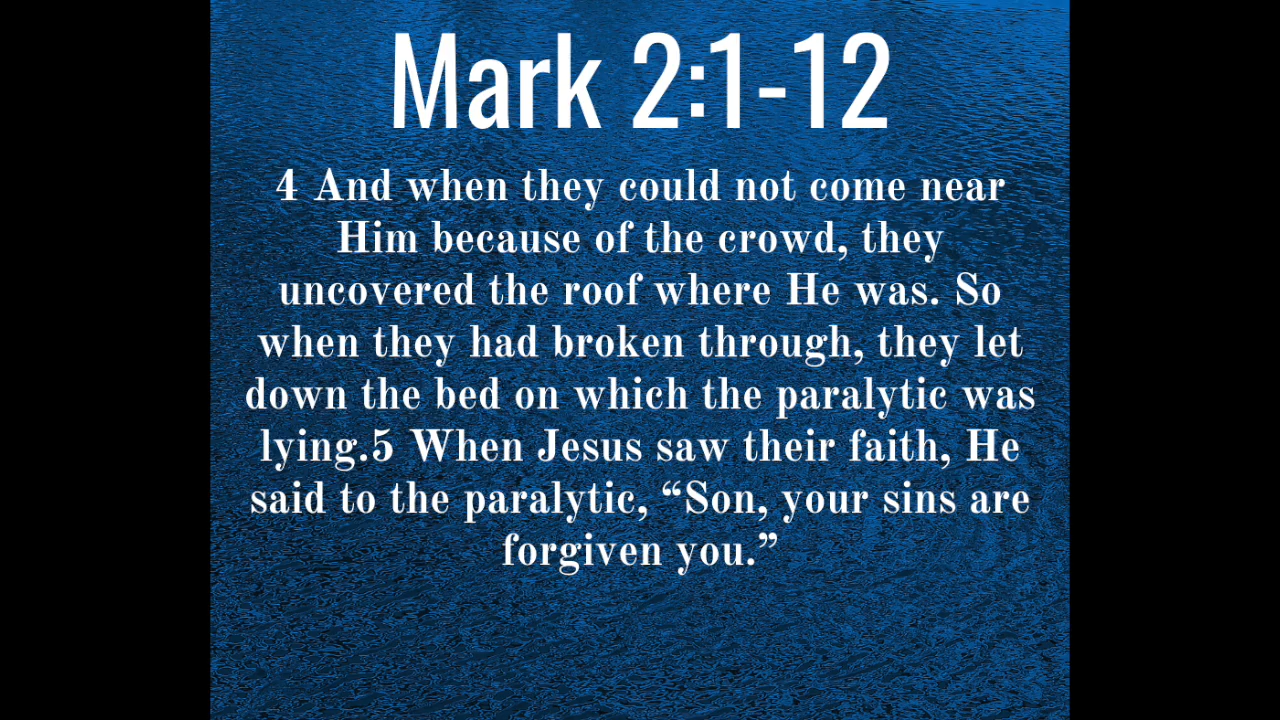 Mark 2:1-12
4 And when they could not come near
Him because of the crowd, they
uncovered the roof where He was. So
when they had broken through, they let
down the bed on which the paralytic was
lying.5 When Jesus saw their faith, He
said to the paralytic, “Son, your sins are
forgiven you.”